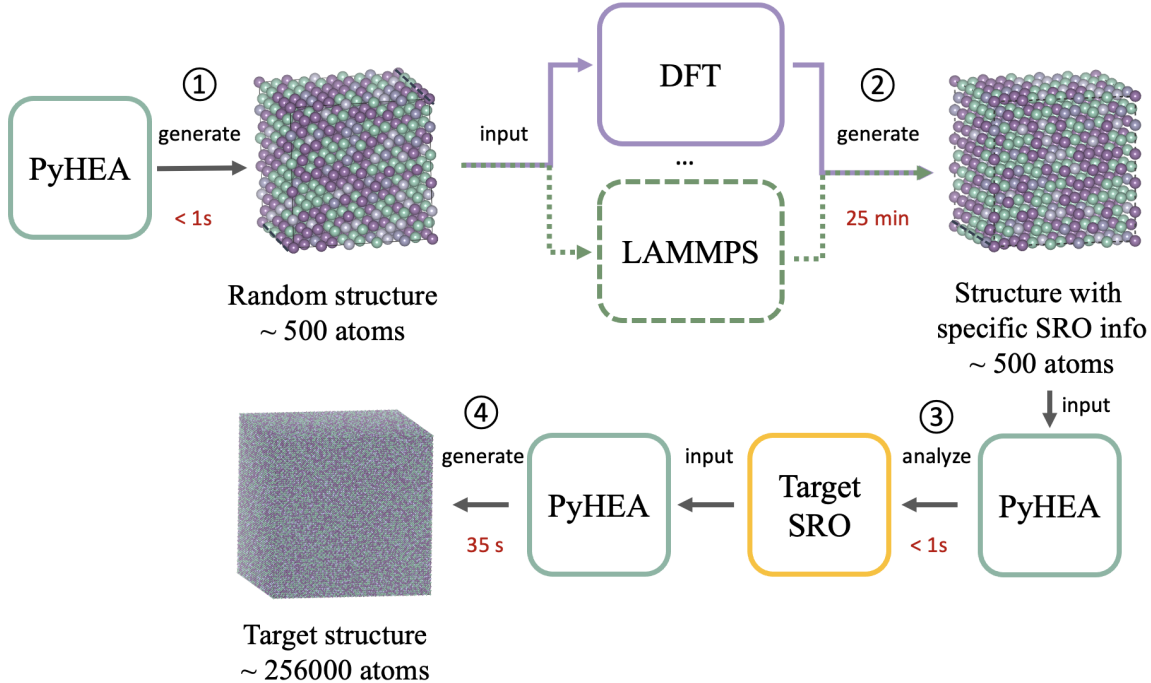 ①
PyHEA
generate
< 1s
Random structure
~ 500 atoms
input
DFT
...
LAMMPS
②
generate
25 min
Structure with
specific SRO info
~ 500 atoms
input
PyHEA
③
analyze
< 1s
Target
SRO
input
PyHEA
④
generate
35 s
Target structure
~ 256000 atoms